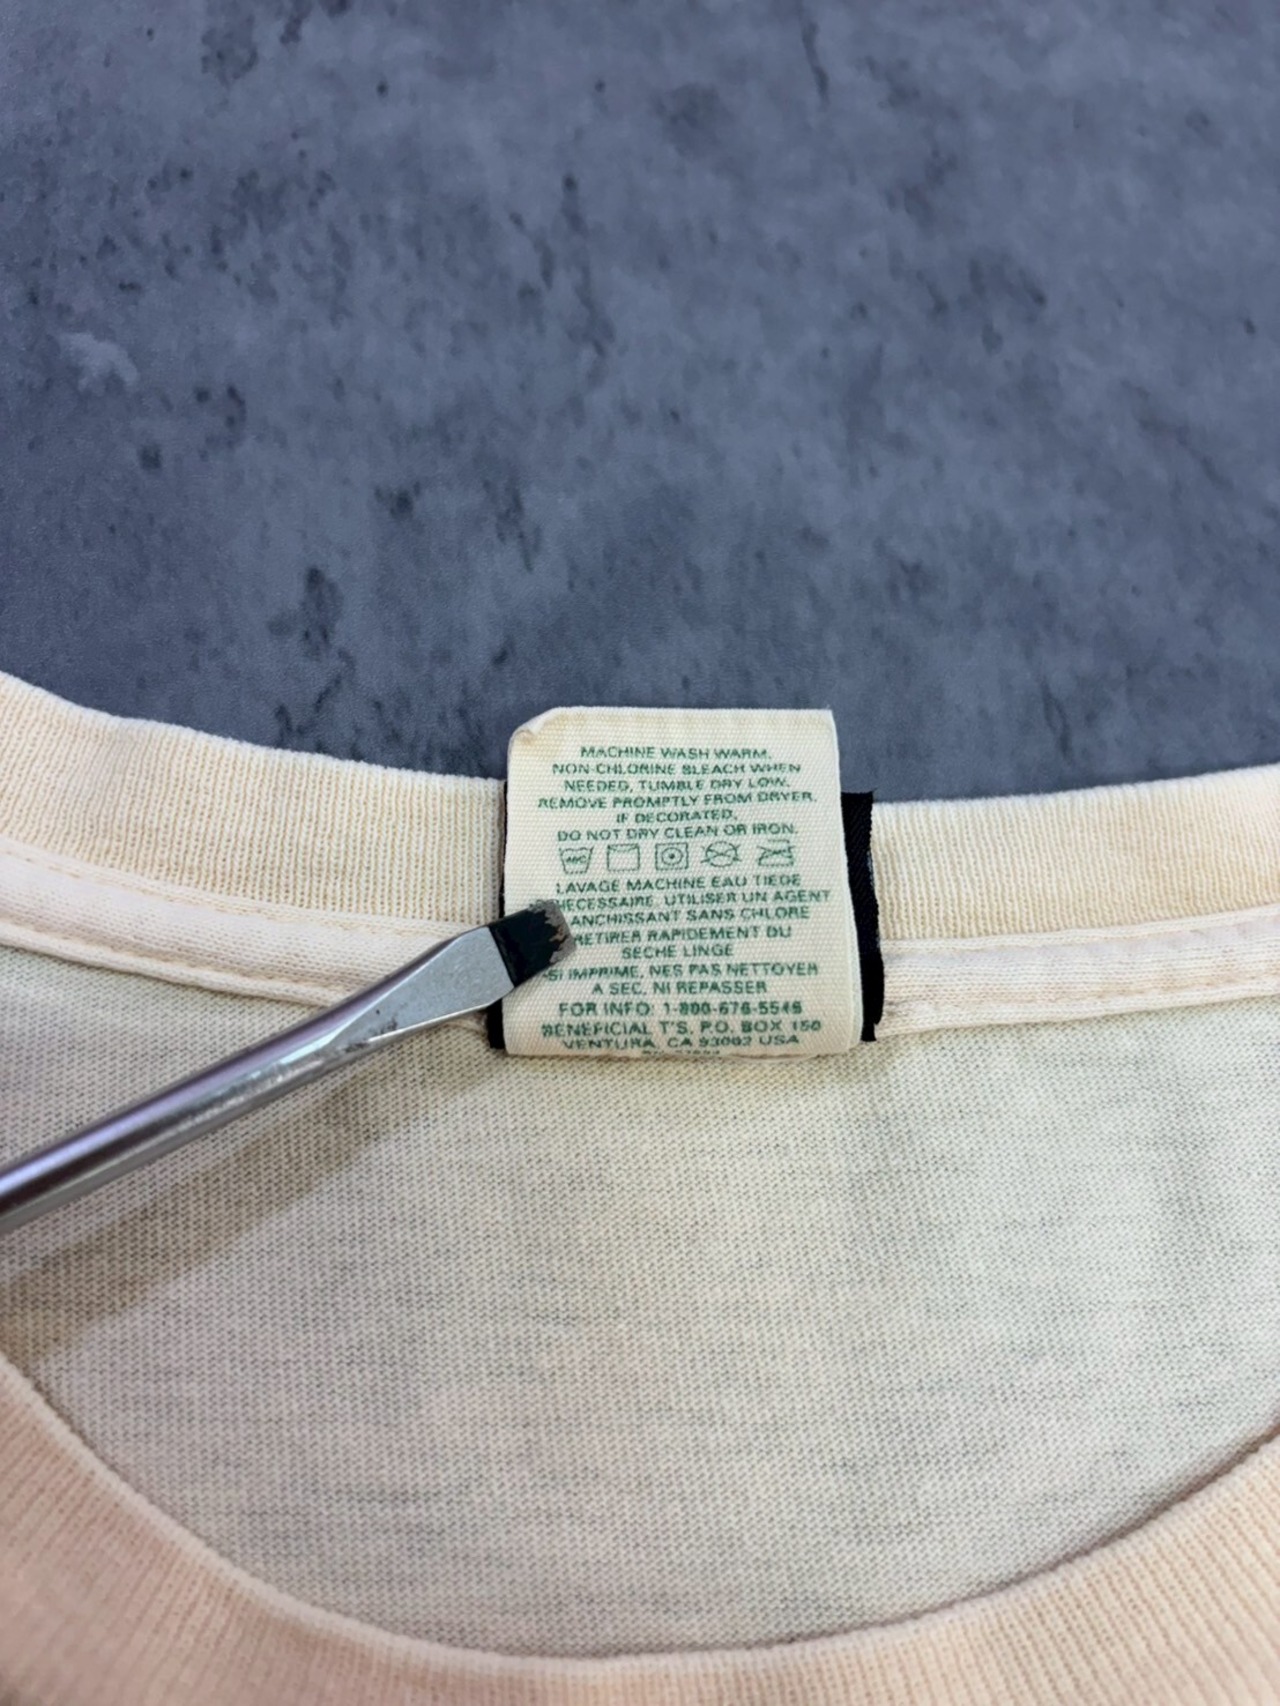 MACHINE WASH WARM,
NON-CHLORINE BLEACH WHEN
NEEDED, TUMBLE DRY LOW.
REMOVE PROMPTLY FROM DRYER.
IF DECORATED,
DO NOT DRY CLEAN OR IRON.
LAVAGE MACHINE EAU TIEDE
NECESSAIRE, UTILISER UN AGENT
ANCHISSANT SANS CHLORE
RETIRER RAPIDEMENT DU
SECHE LINGE
SI IMPRIME, NES PAS NETTOYER
A SEC, NI REPASSER
FOR INFO: 1-800-676-5546
BENEFICIAL T'S, P.O. BOX 150
VENTURA, CA 93002 USA